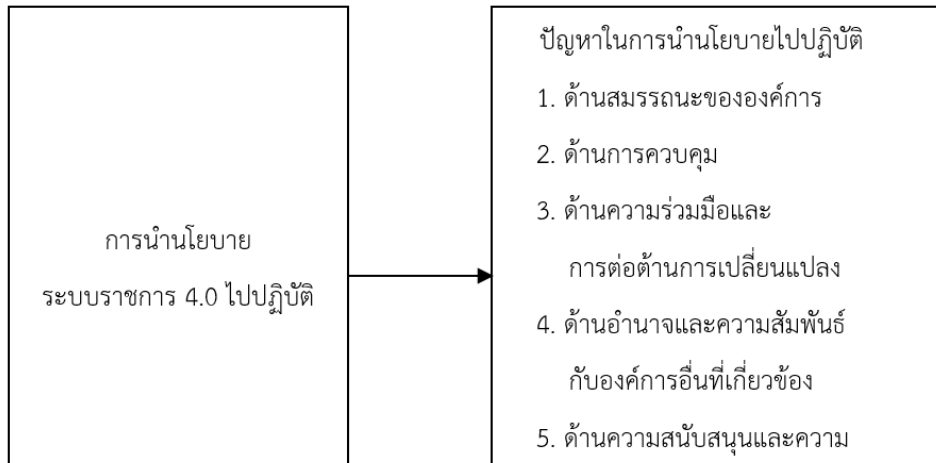 การนำนโยบาย
ระบบราชการ 4.0 ไปปฏิบัติ
ปัญหาในการนำนโยบายไปปฏิบัติ
1. ด้านสมรรถนะขององค์การ
2. ด้านการควบคุม
3. ด้านความร่วมมือและ
การต่อต้านการเปลี่ยนแปลง
4. ด้านอำนาจและความสัมพันธ์
กับองค์การอื่นที่เกี่ยวข้อง
5. ด้านความสนับสนุนและความ